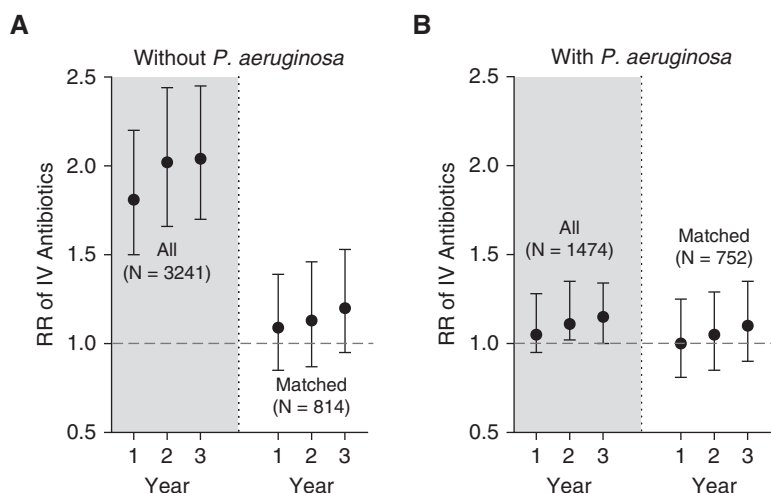 A
Without P. aeruginosa
RR of IV Antibiotics
2.5
2.0
1.5
1.0
0.5
All
(N = 3241)
Matched
(N = 814)
1 2 3 1 2 3
Year Year
B
With P. aeruginosa
RR of IV Antibiotics
2.5
2.0
1.5
1.0
0.5
All
(N = 1474)
Matched
(N = 752)
1 2 3 1 2 3
Year Year